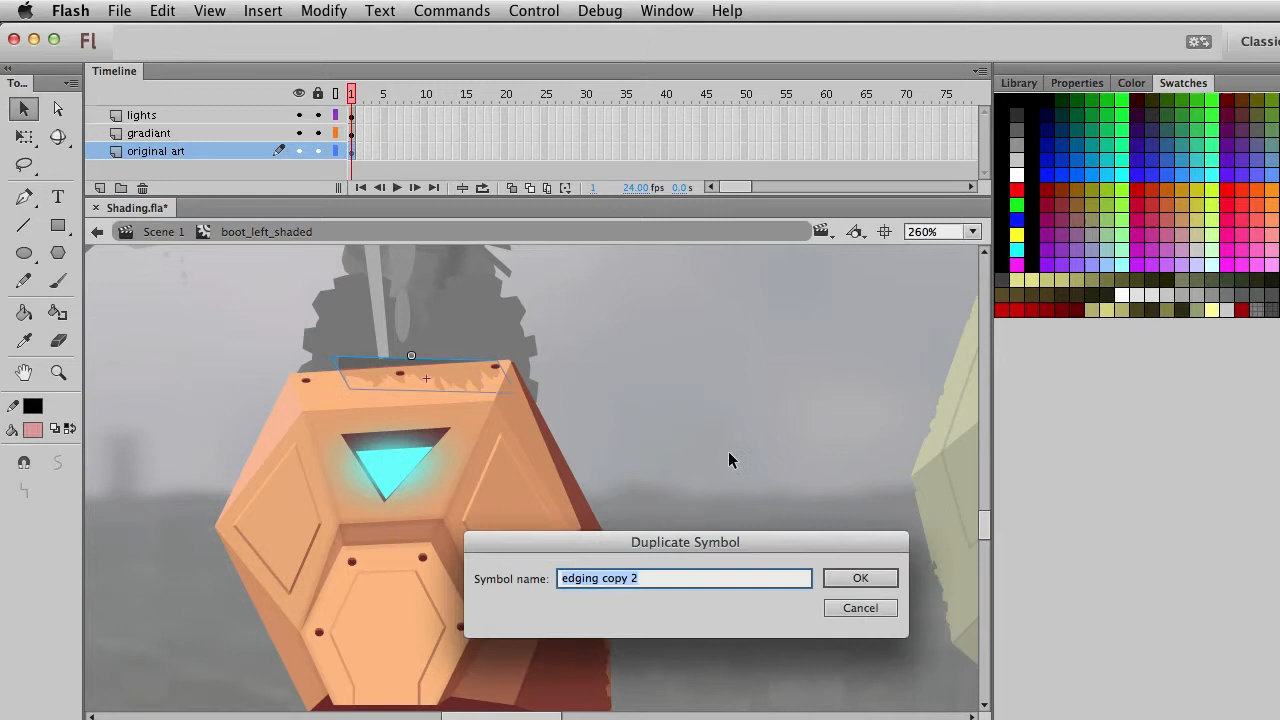 Flash File Edit View Insert Modify Text Commands Control Debug Window Help
Fl
Classic
To...
Timeline
1 5 10 15 20 25 30 35 40 45 50 55 60 65 70 75
lights
gradiant
original art
1 24.00 fps 0.0 s
Shading.fla*
Scene 1 boot_left_shaded 260%
Library Properties Color Swatches
Duplicate Symbol
Symbol name: edging copy 2 OK
Cancel